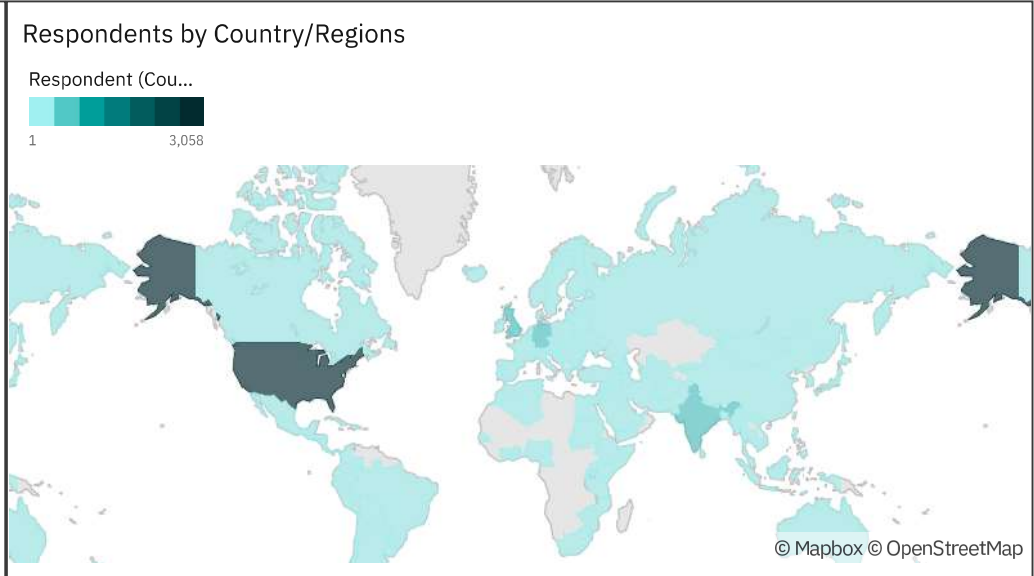 Respondents by Country/Regions
Respondent (Cou...
1 3,058
© Mapbox © OpenStreetMap